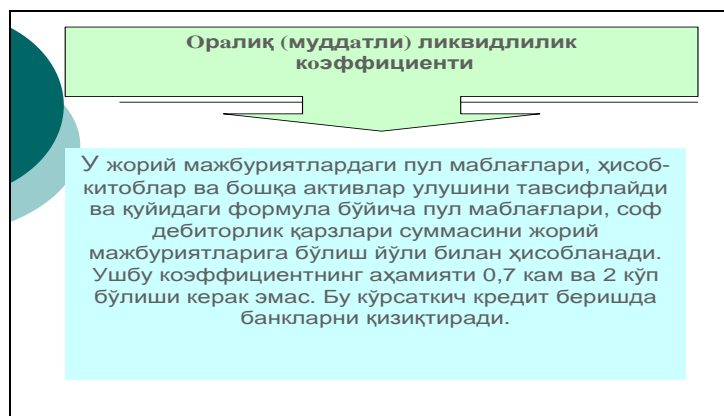 Оралиқ (муддатли) ликвидлилик
коэффициенти
У жорий мажбуриятлардаги пул маблағлари, ҳисоб-
китоблар ва бошқа активлар улушини тавсифлайди
ва қуйидаги формула бўйича пул маблағлари, соф
дебиторлик қарзлари суммасини жорий
мажбуриятларига бўлиш йўли билан ҳисобланади.
Ушбу коэффициентнинг аҳамияти 0,7 кам ва 2 кўп
бўлиши керак эмас. Бу кўрсаткич кредит беришда
банкларни қизиқтиради.